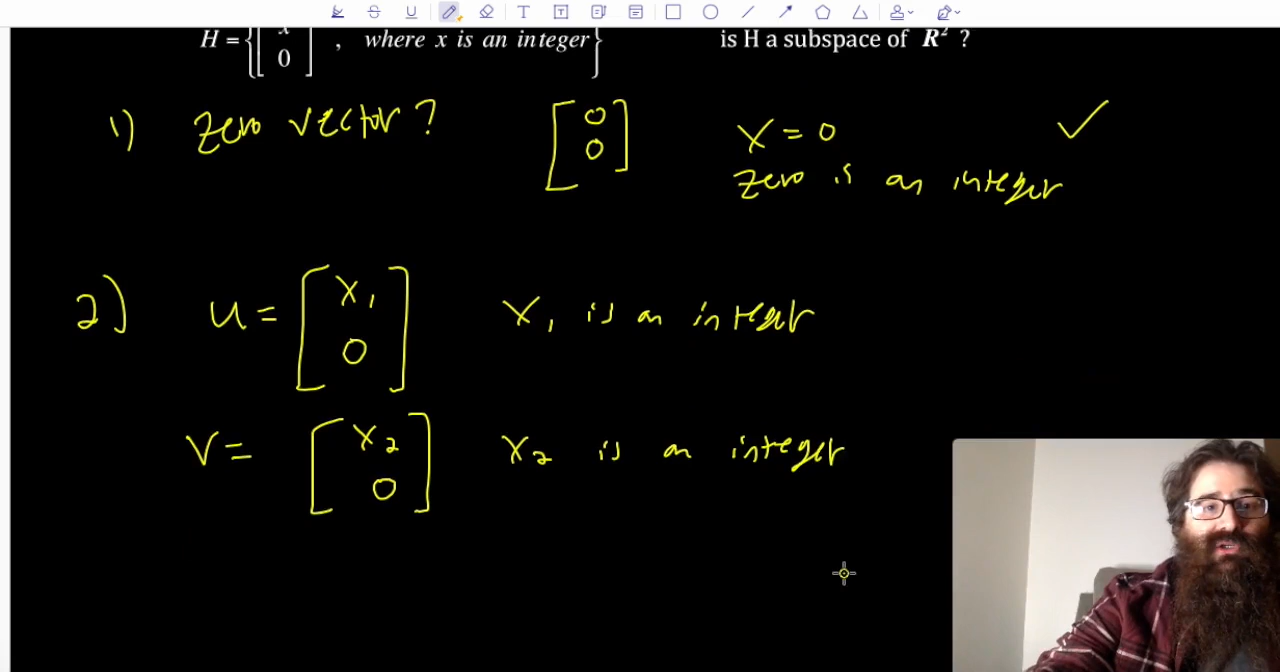 H = {[ x 0 ] , where x is an integer} is H a subspace of R² ?
1) zero vector? [ 0 0 ] x = 0 ✓
zero is an integer
2) u = [ x₁ 0 ] x₁ is an integer
v = [ x₂ 0 ] x₂ is an integer